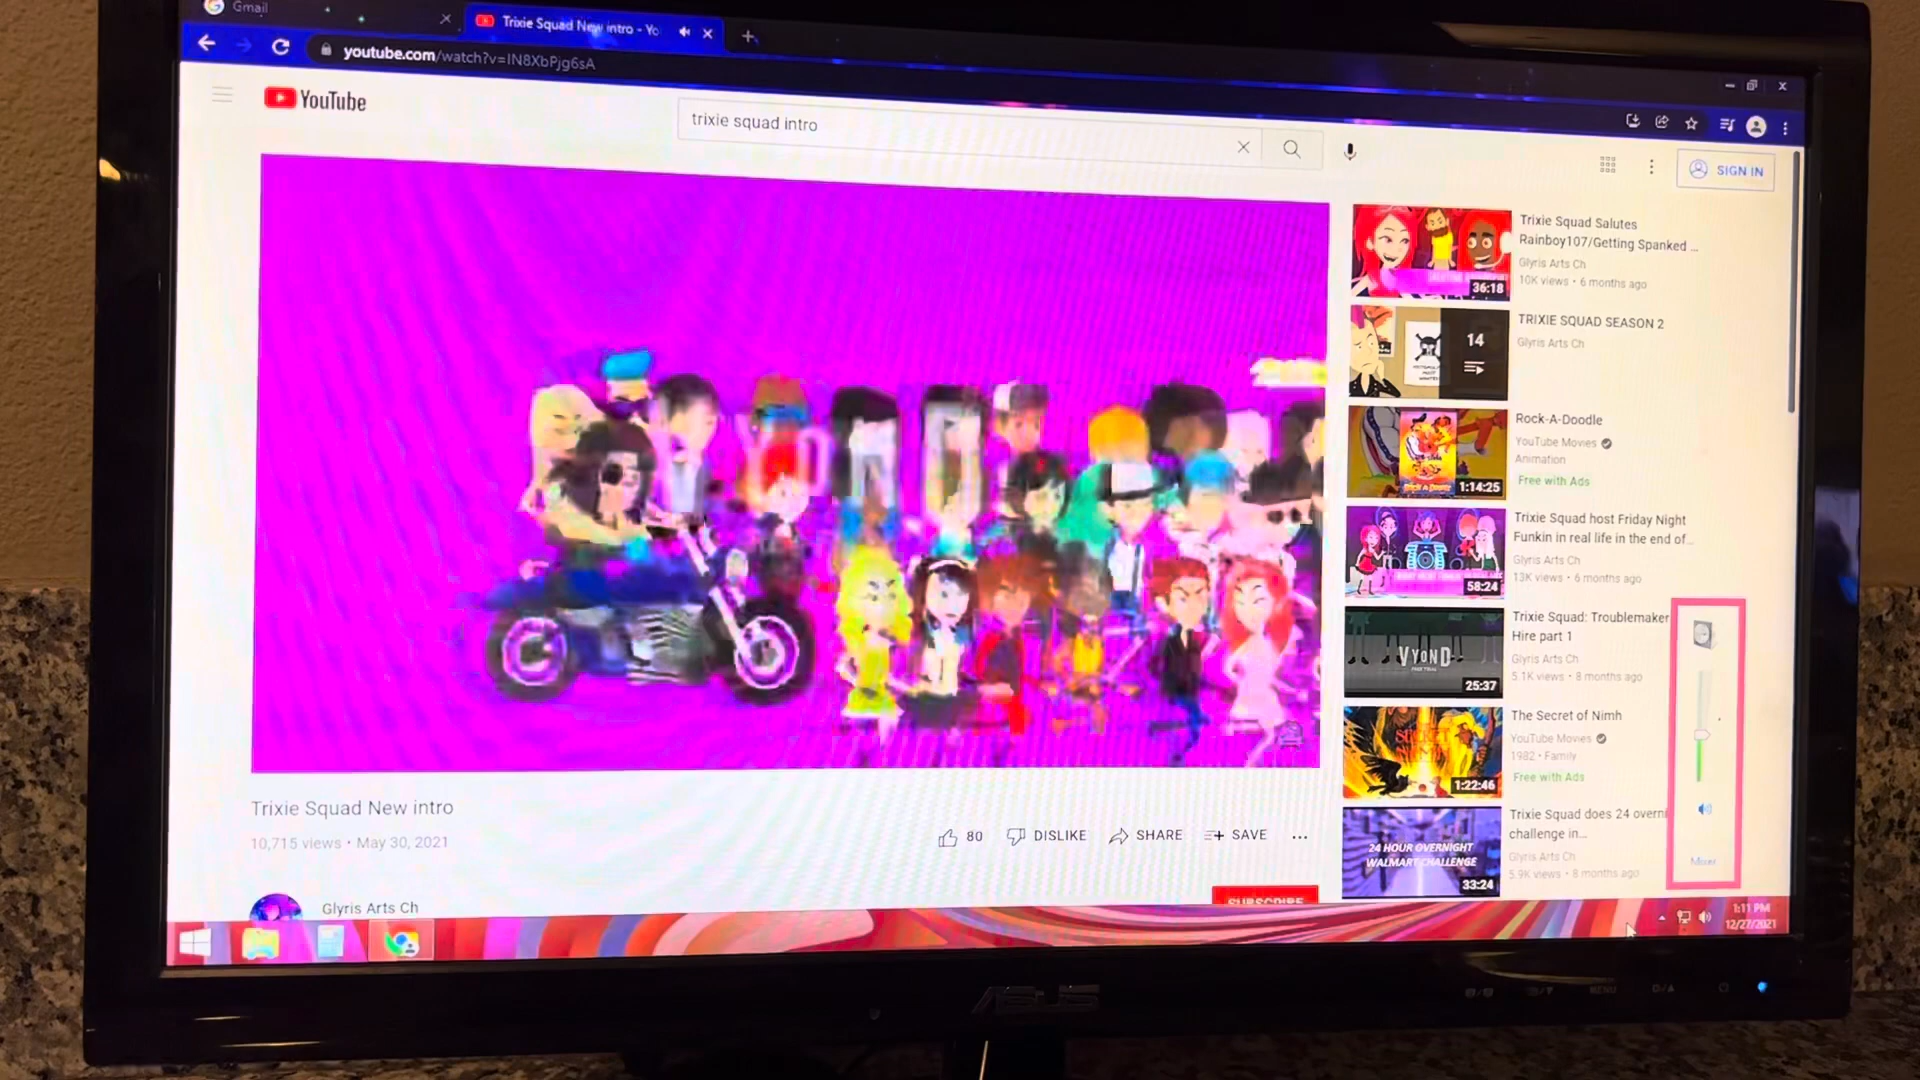 Gmail
Trixie Squad New intro - Yo
youtube.com/watch?v=IN8XbPjg6sA
YouTube
trixie squad intro
SIGN IN
Trixie Squad Salutes
Rainboy107/Getting Spanked ...
Glyris Arts Ch
10K views • 6 months ago
36:18
TRIXIE SQUAD SEASON 2
Glyris Arts Ch
14
Rock-A-Doodle
YouTube Movies
Animation
Free with Ads
1:14:25
Trixie Squad host Friday Night
Funkin in real life in the end of...
Glyris Arts Ch
13K views • 6 months ago
58:24
Trixie Squad: Troublemaker
Hire part 1
Glyris Arts Ch
5.1K views • 8 months ago
VYOND
FREE TRIAL
25:37
The Secret of Nimh
YouTube Movies
1982 • Family
Free with Ads
1:22:46
Trixie Squad does 24 overni
challenge in...
Glyris Arts Ch
5.9K views • 8 months ago
24 HOUR OVERNIGHT
WALMART CHALLENGE
33:24
Mixer
Trixie Squad New intro
10,715 views • May 30, 2021
80 DISLIKE SHARE SAVE ...
Glyris Arts Ch
SUBSCRIBE
1:11 PM
12/27/2021
ASUS
MENU